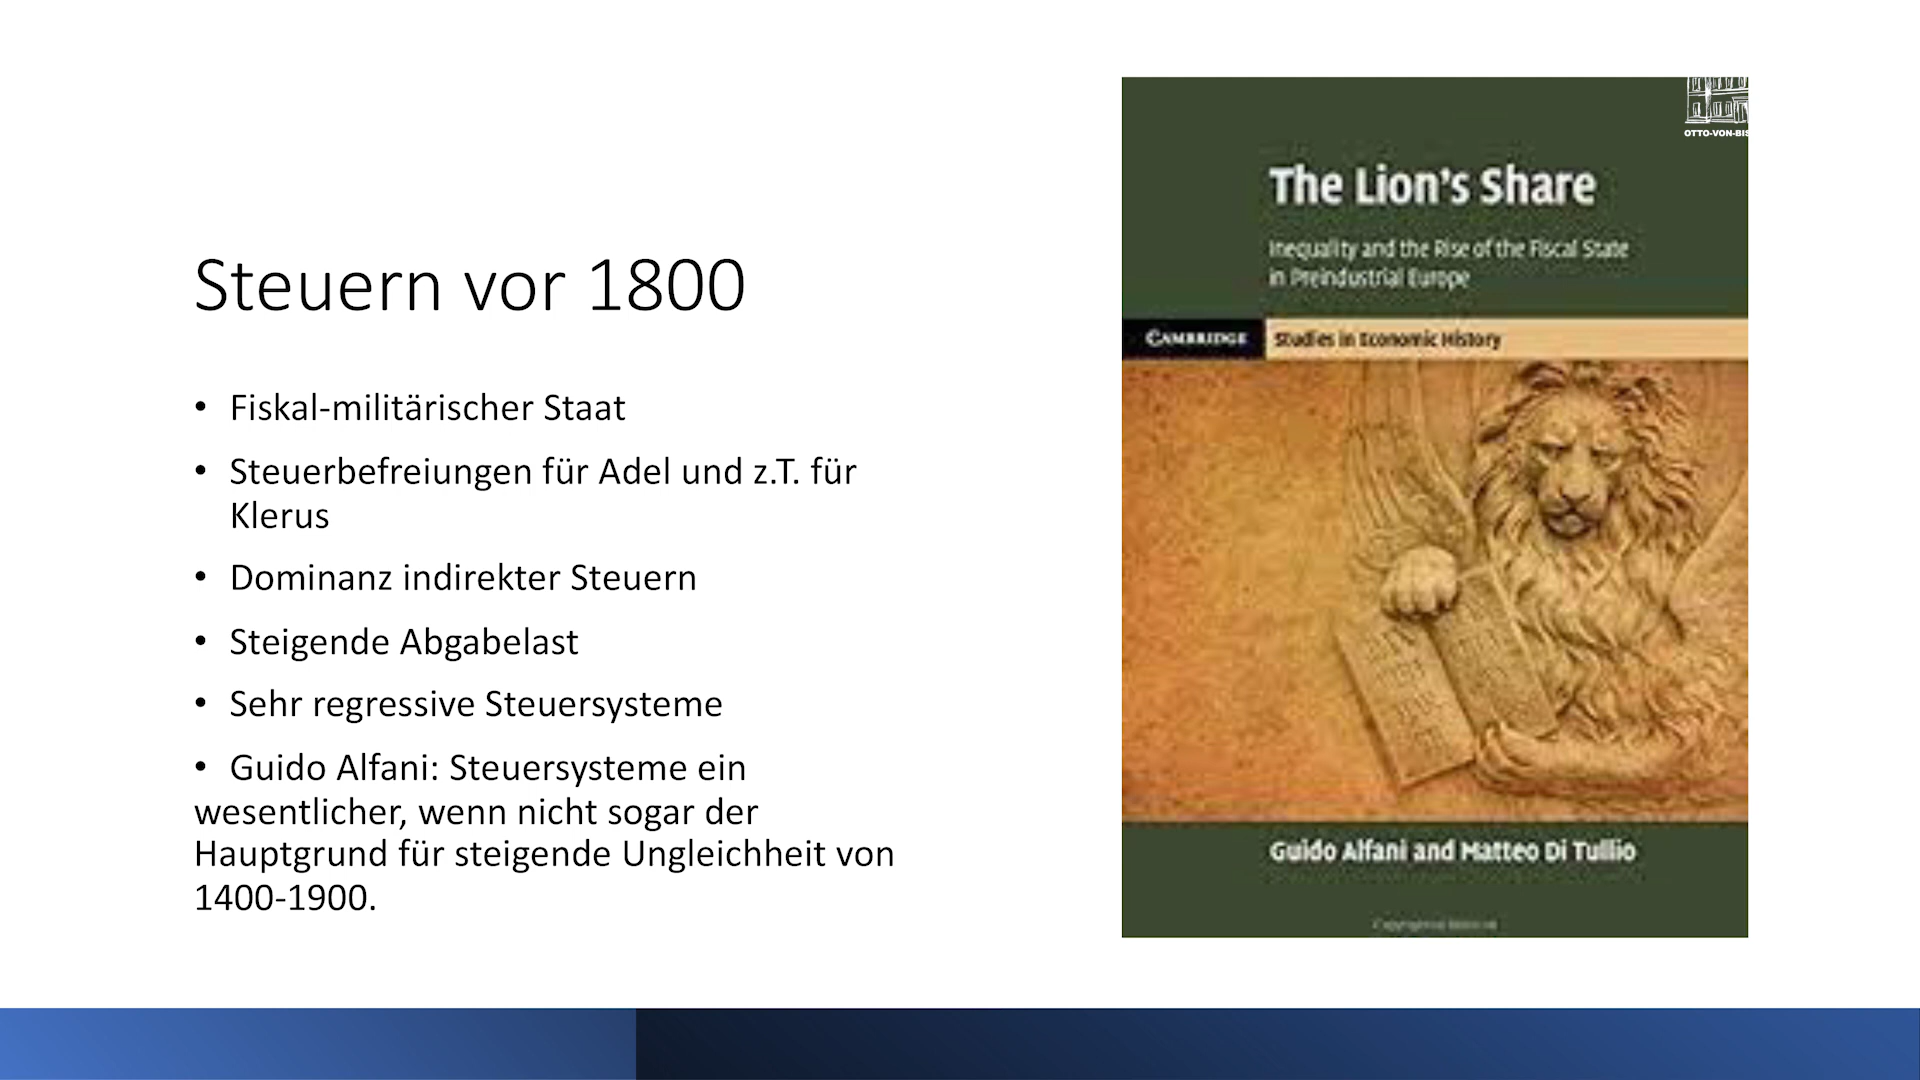 Steuern vor 1800
• Fiskal-militärischer Staat
• Steuerbefreiungen für Adel und z.T. für
Klerus
• Dominanz indirekter Steuern
• Steigende Abgabelast
• Sehr regressive Steuersysteme
• Guido Alfani: Steuersysteme ein
wesentlicher, wenn nicht sogar der
Hauptgrund für steigende Ungleichheit von
1400-1900.
OTTO-VON-BIS
The Lion's Share
Inequality and the Rise of the Fiscal State
in Preindustrial Europe
CAMBRIDGE Studies in Economic History
Guido Alfani and Matteo Di Tullio